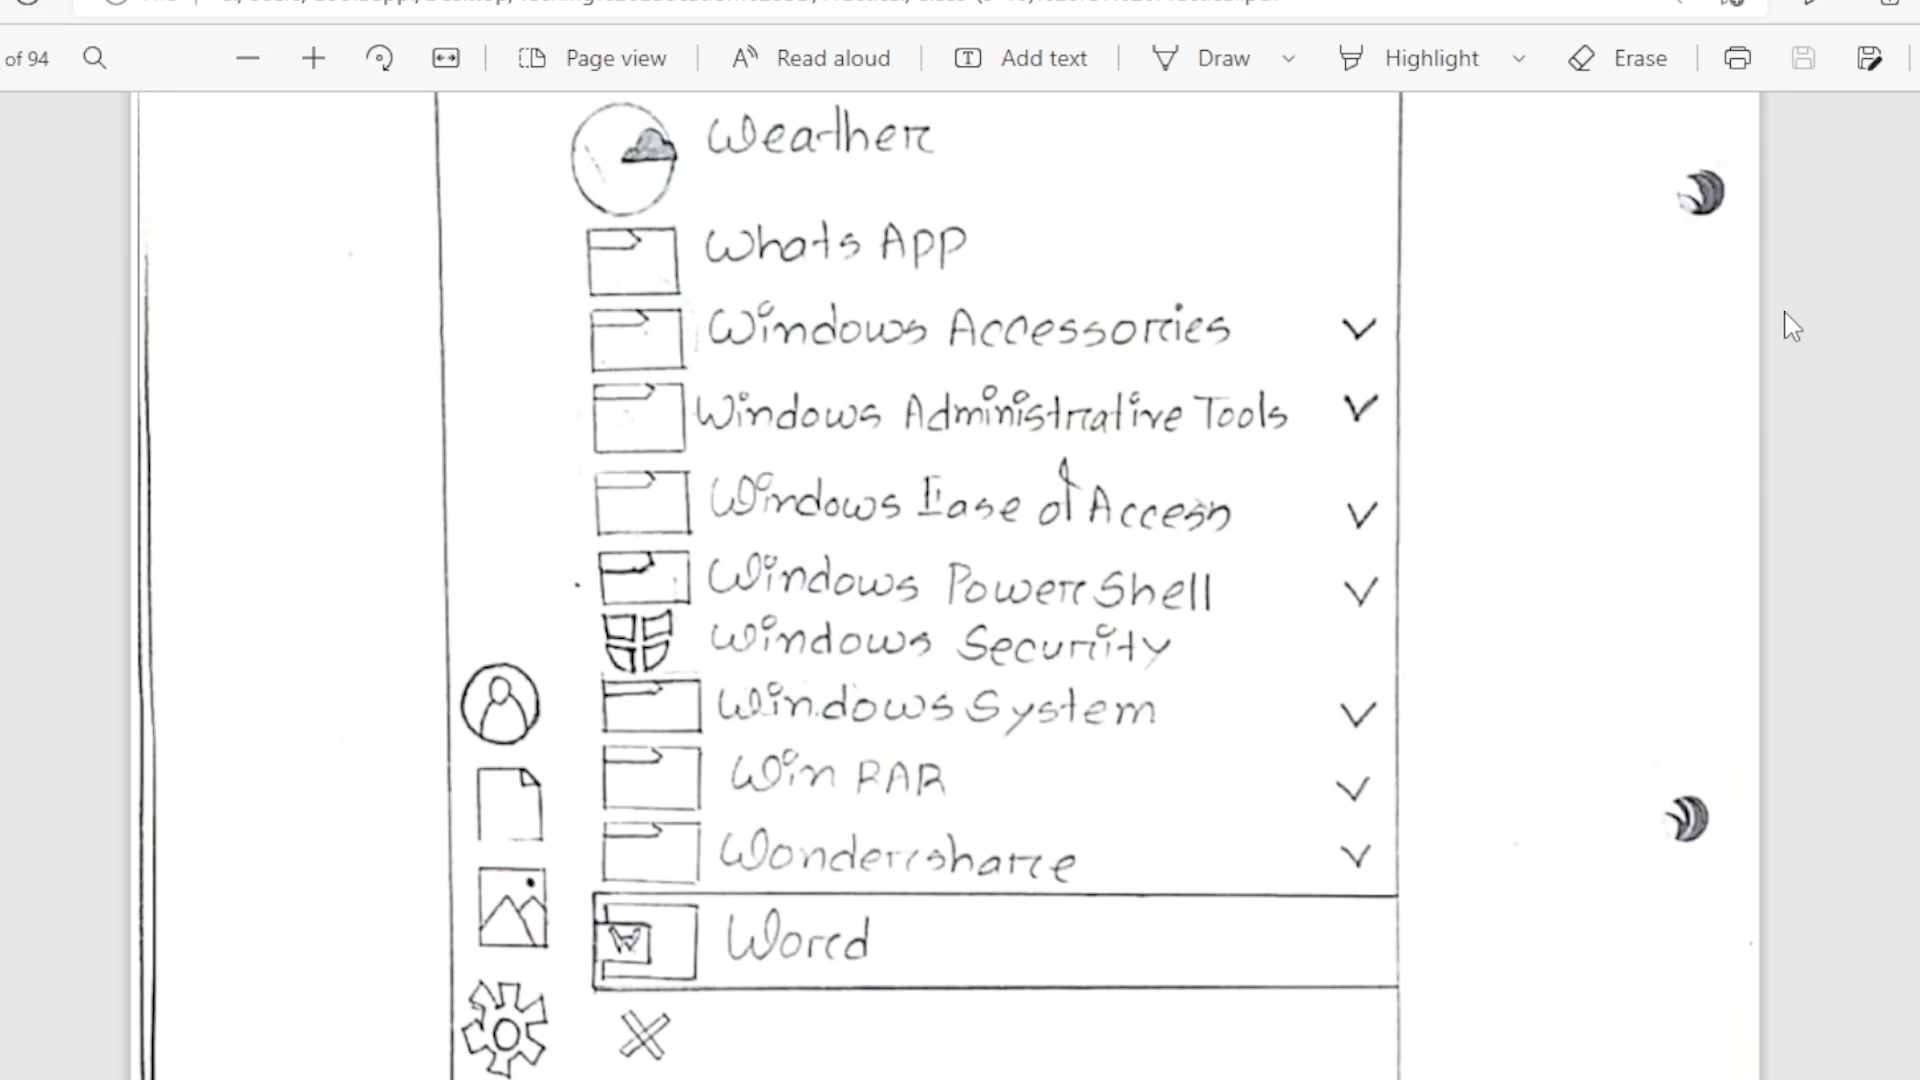 of 94 Page view Read aloud Add text Draw Highlight Erase
Weather
Whats App
Windows Accessories
Windows Administrative Tools
Windows Ease of Access
Windows PowerShell
Windows Security
Windows System
Win RAR
Wondershare
W Word